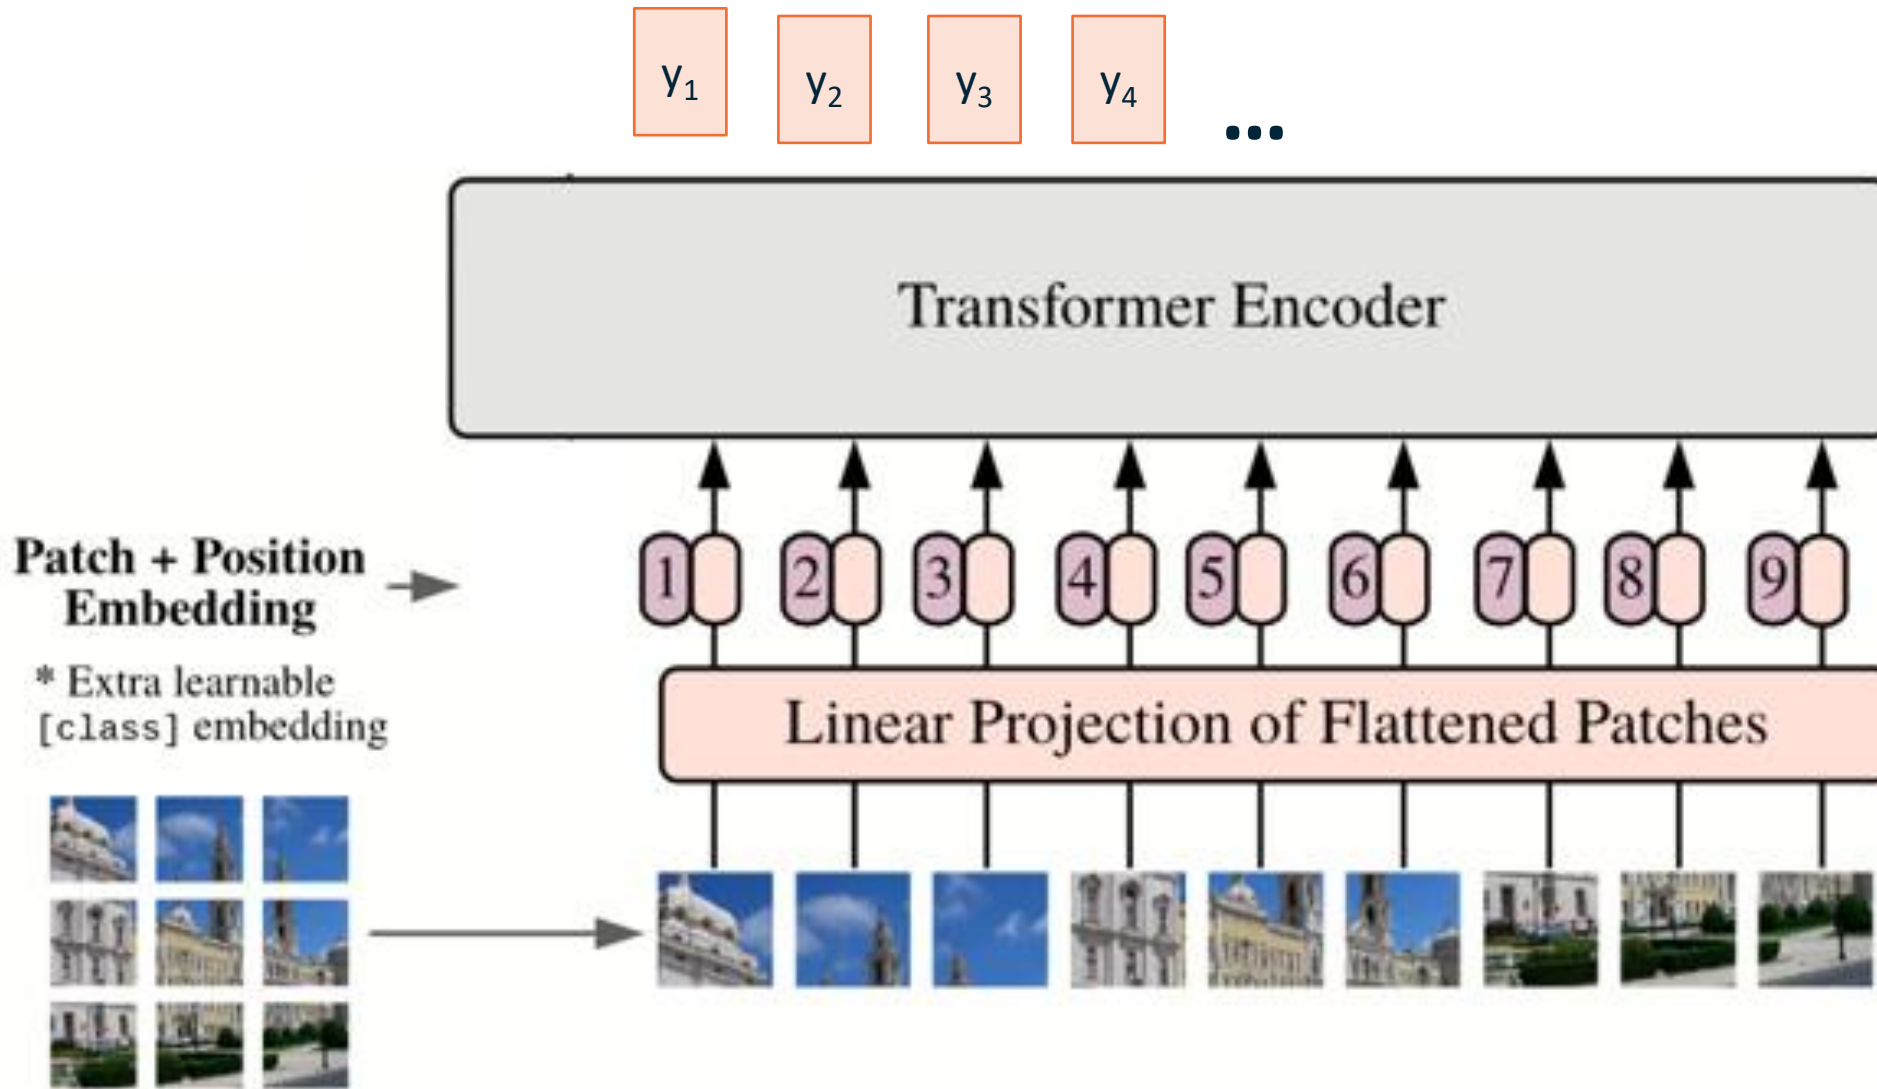 y1 y2 y3 y4 ...
Transformer Encoder
Patch + Position
Embedding
1 2 3 4 5 6 7 8 9
* Extra learnable
[class] embedding
Linear Projection of Flattened Patches